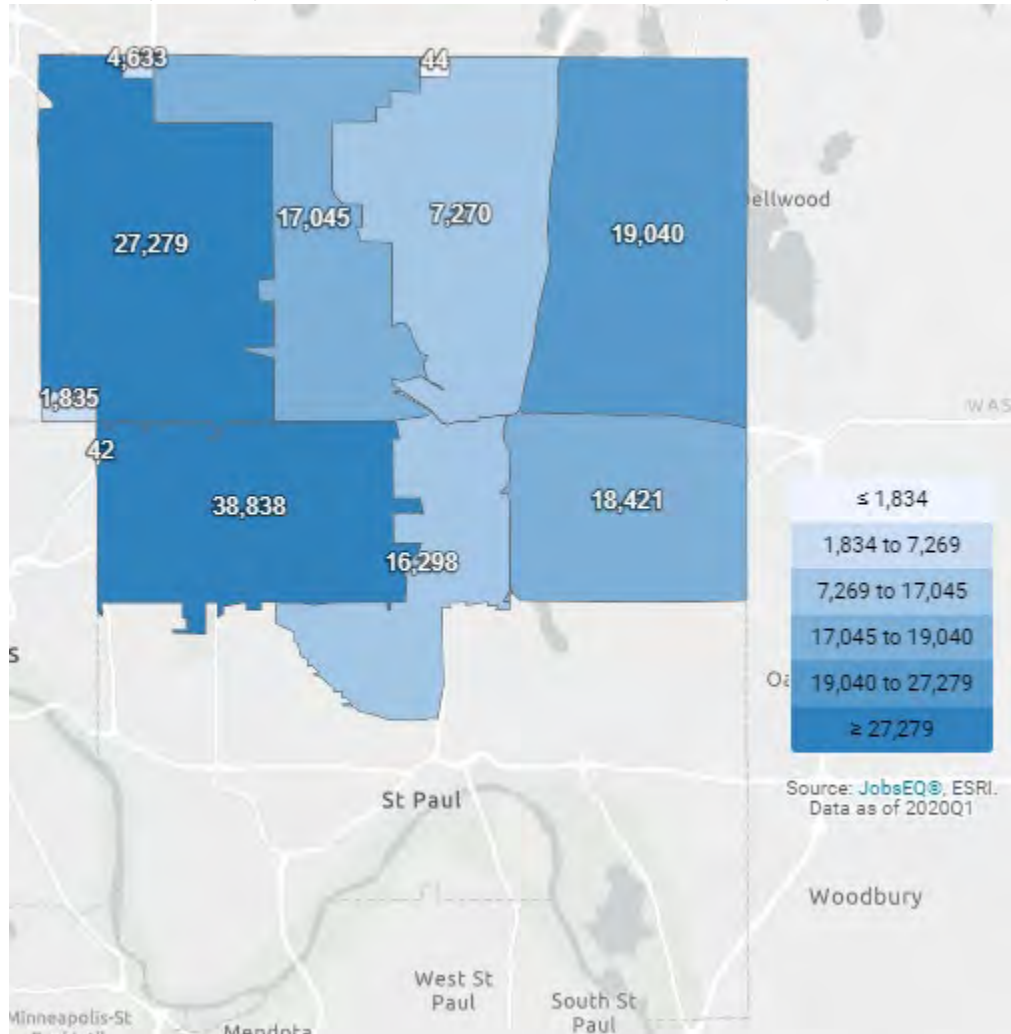 4,633
44
ellwood
17,045
7,270
27,279
19,040
1,835
WAS
42
38,838
18,421
16,298
≤ 1,834
1,834 to 7,269
7,269 to 17,045
17,045 to 19,040
19,040 to 27,279
≥ 27,279
S
Oa
Source: JobsEQ®, ESRI.
Data as of 2020Q1
St Paul
Woodbury
West St
Paul
South St
Paul
Minneapolis-St
Mendota